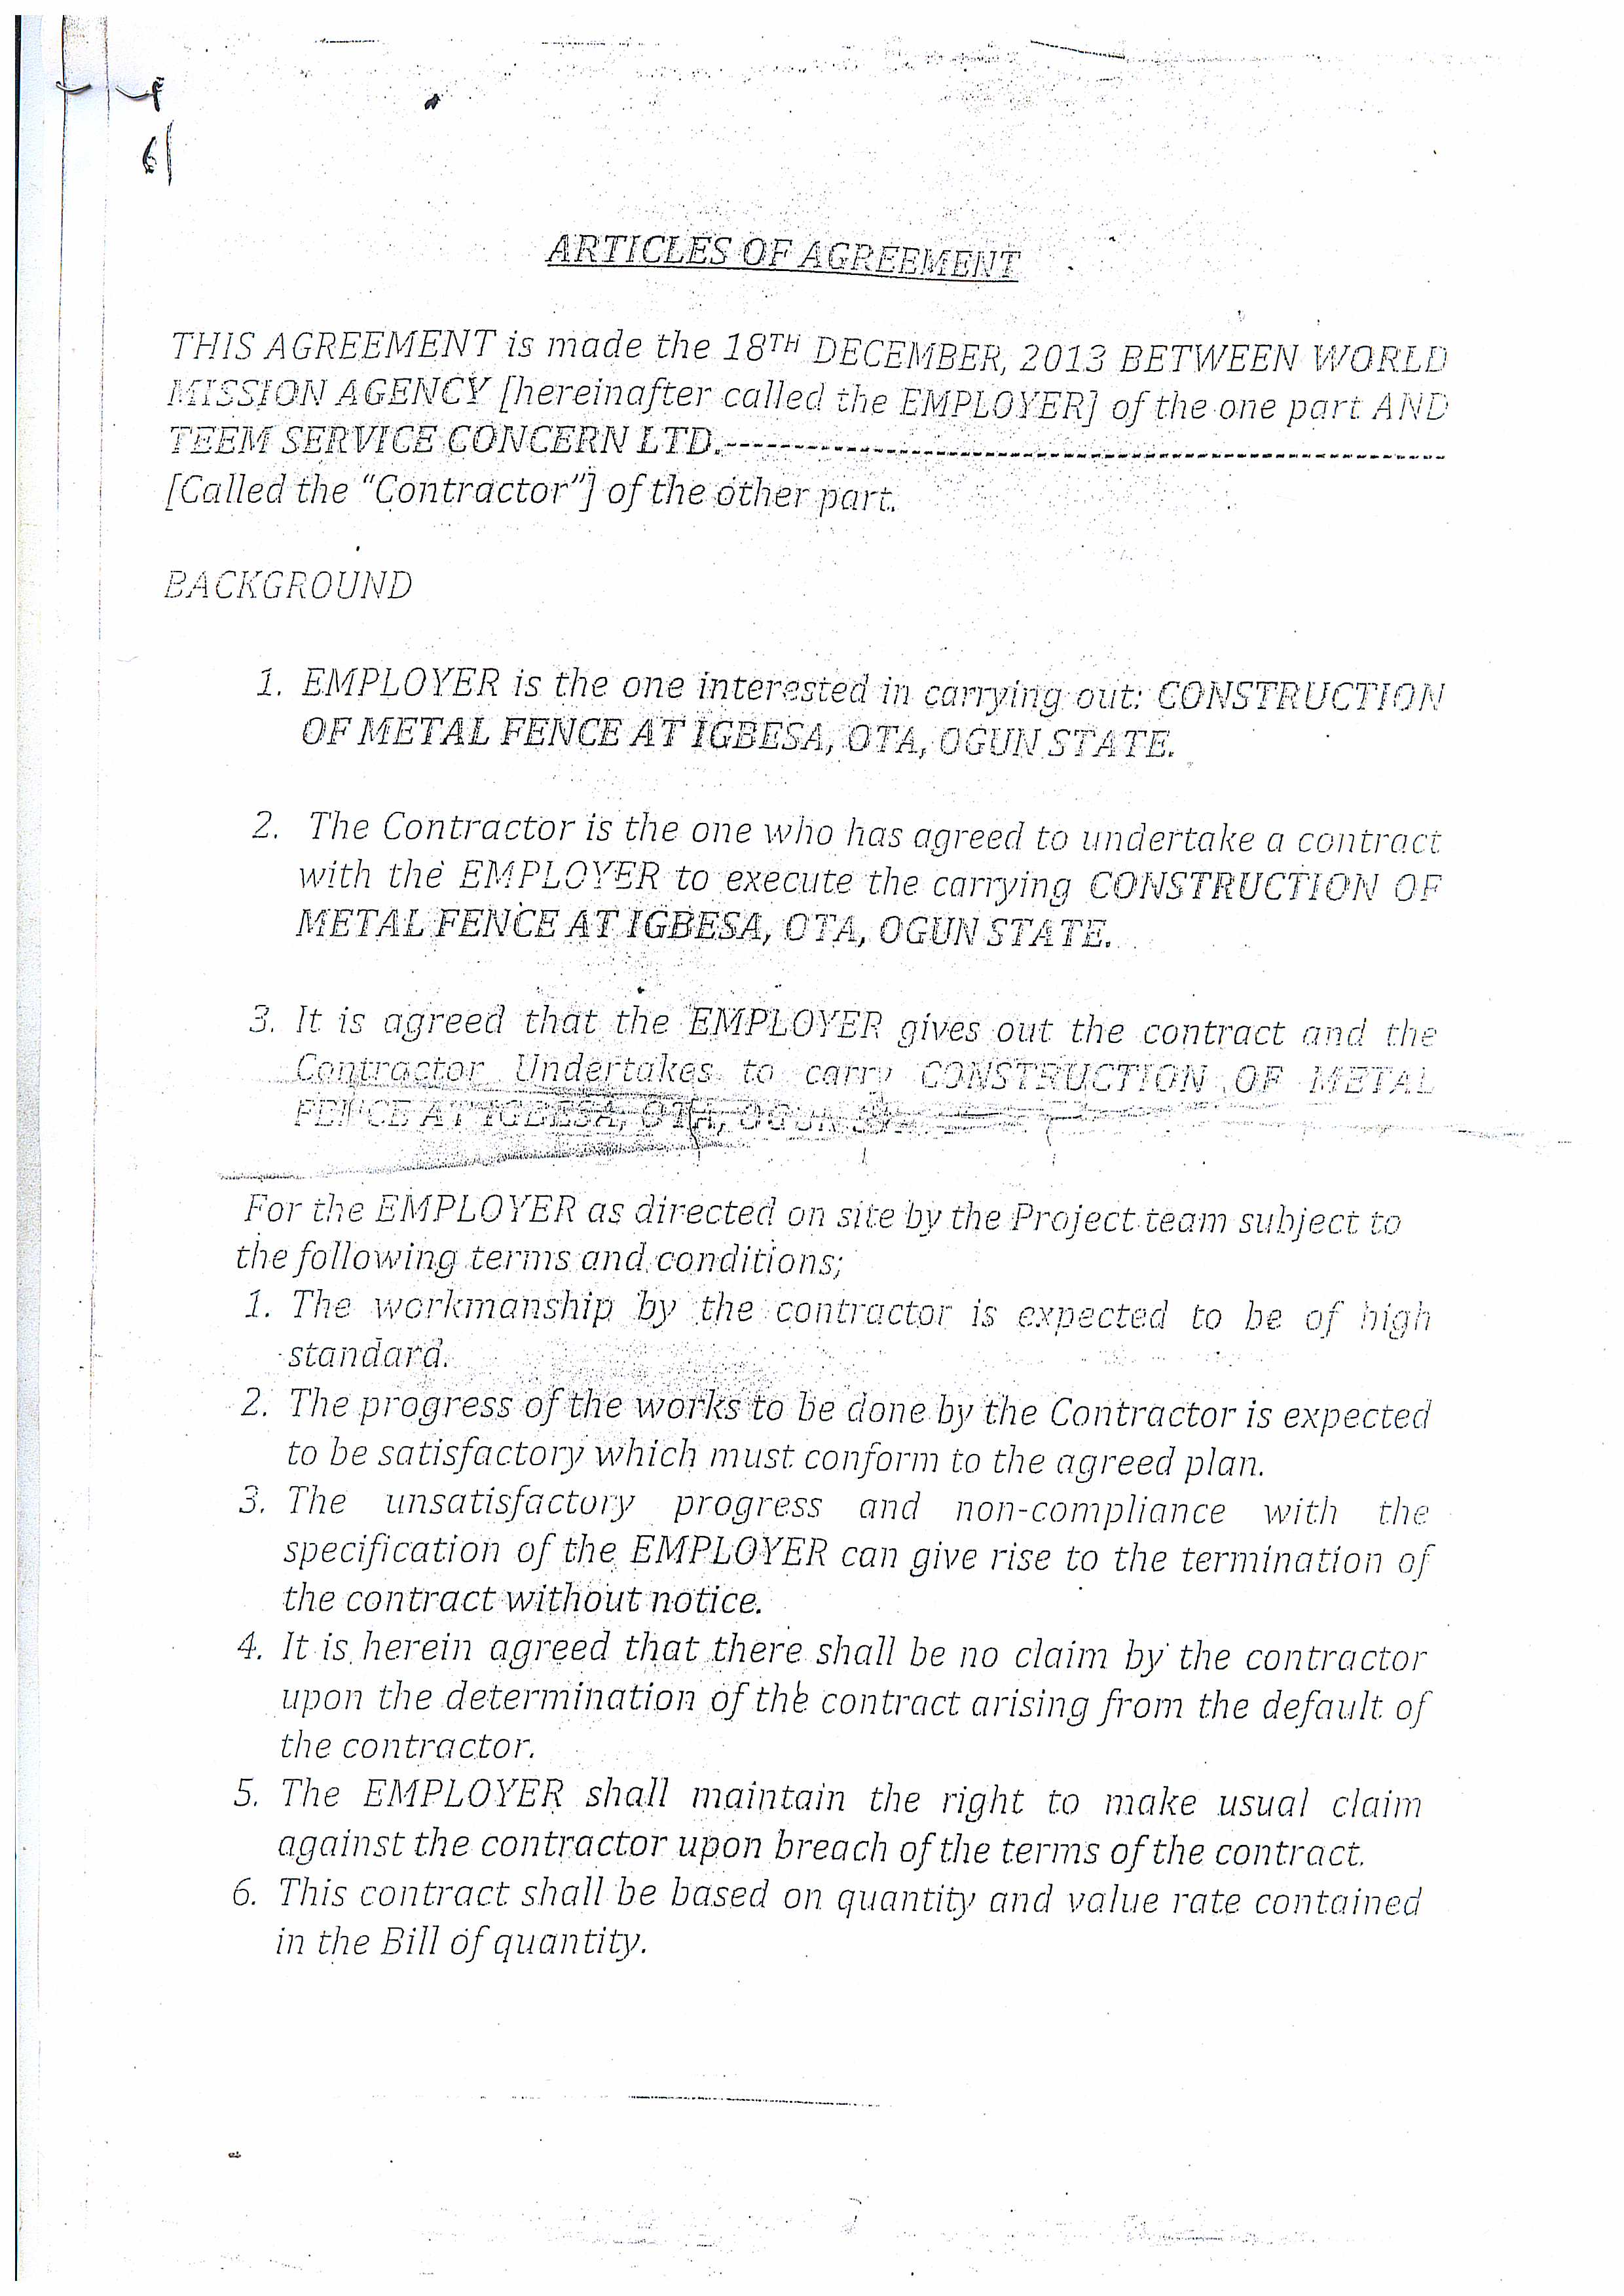 6/
ARTICLES OF AGREEMENT
THIS AGREEMENT is made the 18TH DECEMBER, 2013 BETWEEN WORLD
MISSION AGENCY [hereinafter called the EMPLOYER] of the one part AND
TEEM SERVICE CONCERN LTD.------------------------------------------------------------
[Called the "Contractor"] of the other part.
BACKGROUND
1. EMPLOYER is the one interested in carrying out: CONSTRUCTION
OF METAL FENCE AT IGBESA, OTA, OGUN STATE.
2. The Contractor is the one who has agreed to undertake a contract
with the EMPLOYER to execute the carrying CONSTRUCTION OF
METAL FENCE AT IGBESA, OTA, OGUN STATE.
3. It is agreed that the EMPLOYER gives out the contract and the
Contractor Undertakes to carry CONSTRUCTION OF METAL
FENCE AT IGBESA, OTA, OGUN
For the EMPLOYER as directed on site by the Project team subject to
the following terms and conditions;
1. The workmanship by the contractor is expected to be of high
standard.
2. The progress of the works to be done by the Contractor is expected
to be satisfactory which must conform to the agreed plan.
3. The unsatisfactory progress and non-compliance with the
specification of the EMPLOYER can give rise to the termination of
the contract without notice.
4. It is herein agreed that there shall be no claim by the contractor
upon the determination of the contract arising from the default of
the contractor.
5. The EMPLOYER shall maintain the right to make usual claim
against the contractor upon breach of the terms of the contract.
6. This contract shall be based on quantity and value rate contained
in the Bill of quantity.